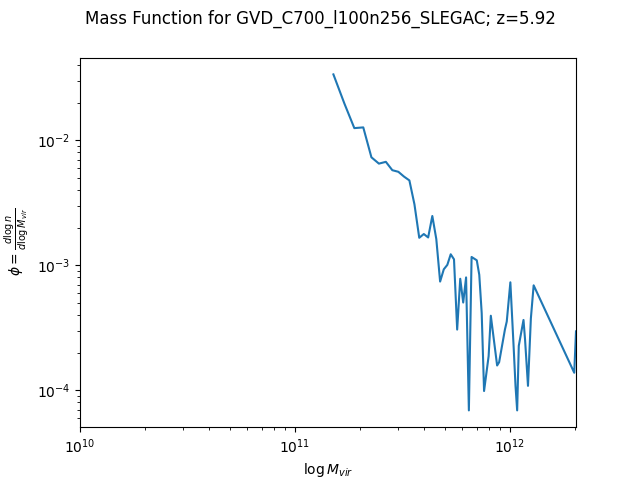 Mass Function for GVD_C700_l100n256_SLEGAC; z=5.92
10⁻²
10⁻³
10⁻⁴
ϕ = d log n / d log M_vir
10¹⁰
10¹¹
10¹²
log M_vir